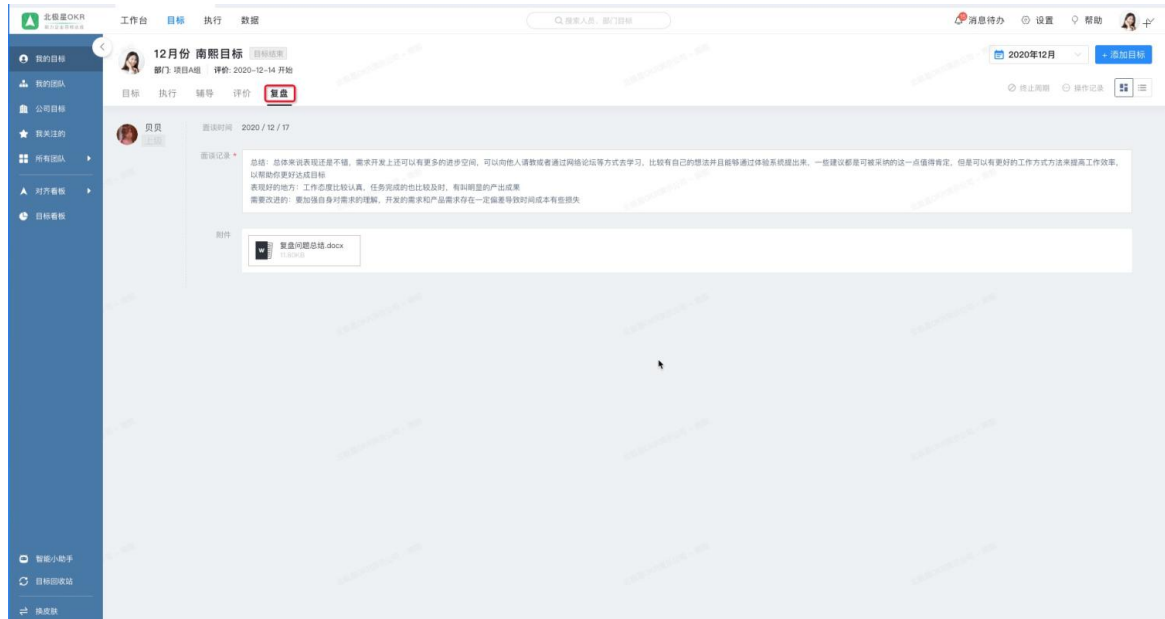 北极星OKR
工作台 目标 执行 数据
搜索人员、部门目标
消息待办 设置 帮助
我的目标
我的团队
公司目标
我关注的
所有团队
对齐看板
目标看板
智能小助手
目标回收站
换皮肤
12月份 南熙目标 目标结束
部门: 项目A组 评价: 2020-12-14 开始
2020年12月
+ 添加目标
目标 执行 辅导 评价 复盘
终止周期 操作记录
贝贝
上级
面谈时间 2020 / 12 / 17
面谈记录 *
总结：总体来说表现还是不错，需求开发上还可以有更多的进步空间，可以向他人请教或者通过网络论坛等方式去学习，比较有自己的想法并且能够通过体验系统提出来，一些建议都是可被采纳的这一点值得肯定，但是可以有更好的工作方式方法来提高工作效率，
以帮助你更好达成目标
表现好的地方：工作态度比较认真，任务完成的也比较及时，有叫明显的产出成果
需要改进的：要加强自身对需求的理解，开发的需求和产品需求存在一定偏差导致时间成本有些损失
附件
复盘问题总结.docx